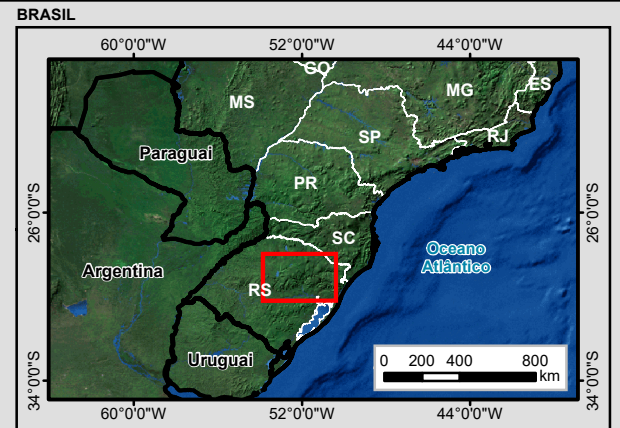 BRASIL
60°0'0"W 52°0'0"W 44°0'0"W
GO
MS
MG
ES
SP
RJ
Paraguai
PR
26°0'0"S
26°0'0"S
SC
Oceano
Atlântico
Argentina
RS
Uruguai
0 200 400 800
km
34°0'0"S
34°0'0"S
60°0'0"W 52°0'0"W 44°0'0"W